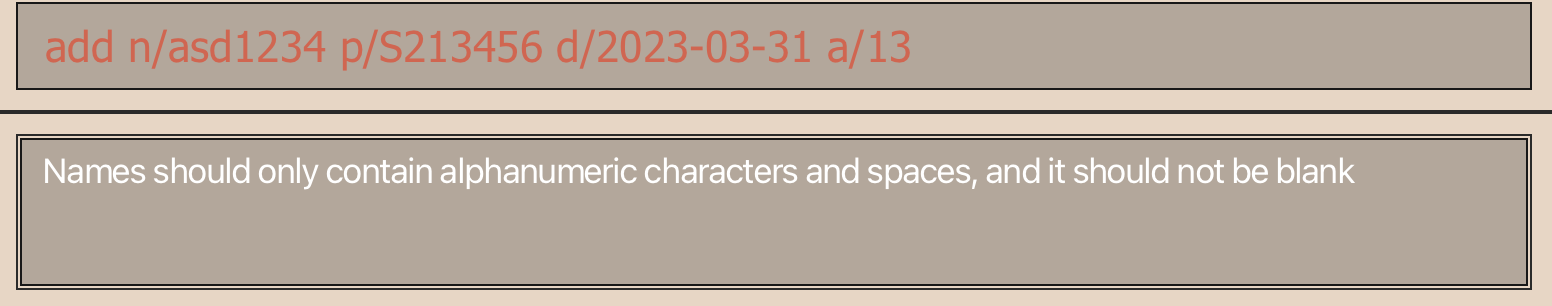 add n/asd1234 p/S213456 d/2023-03-31 a/13
Names should only contain alphanumeric characters and spaces, and it should not be blank